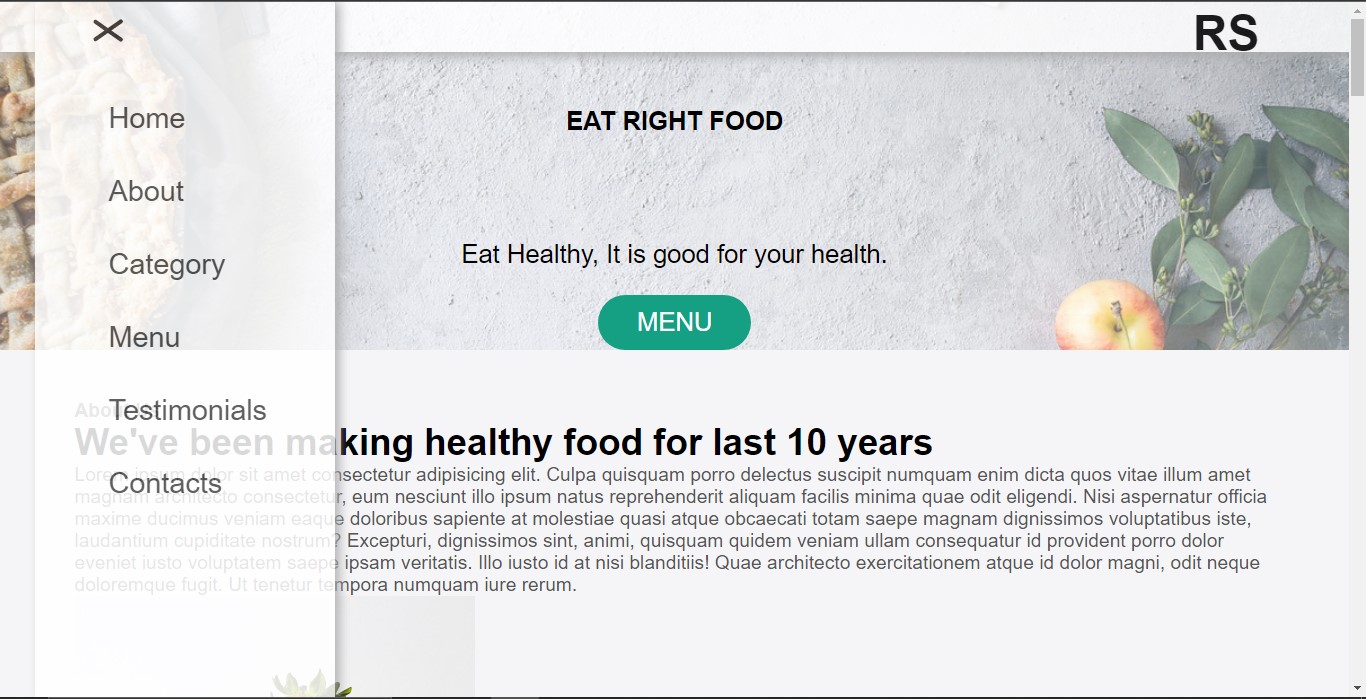 RS
Home
About
Category
Menu
Testimonials
Contacts
EAT RIGHT FOOD
Eat Healthy, It is good for your health.
MENU
About Us
We've been making healthy food for last 10 years
Lorem ipsum dolor sit amet consectetur adipisicing elit. Culpa quisquam porro delectus suscipit numquam enim dicta quos vitae illum amet
magnam architecto consectetur, eum nesciunt illo ipsum natus reprehenderit aliquam facilis minima quae odit eligendi. Nisi aspernatur officia
maxime ducimus veniam eaque doloribus sapiente at molestiae quasi atque obcaecati totam saepe magnam dignissimos voluptatibus iste,
laudantium cupiditate nostrum? Excepturi, dignissimos sint, animi, quisquam quidem veniam ullam consequatur id provident porro dolor
eveniet iusto voluptatem saepe ipsam veritatis. Illo iusto id at nisi blanditiis! Quae architecto exercitationem atque id dolor magni, odit neque
doloremque fugit. Ut tenetur tempora numquam iure rerum.